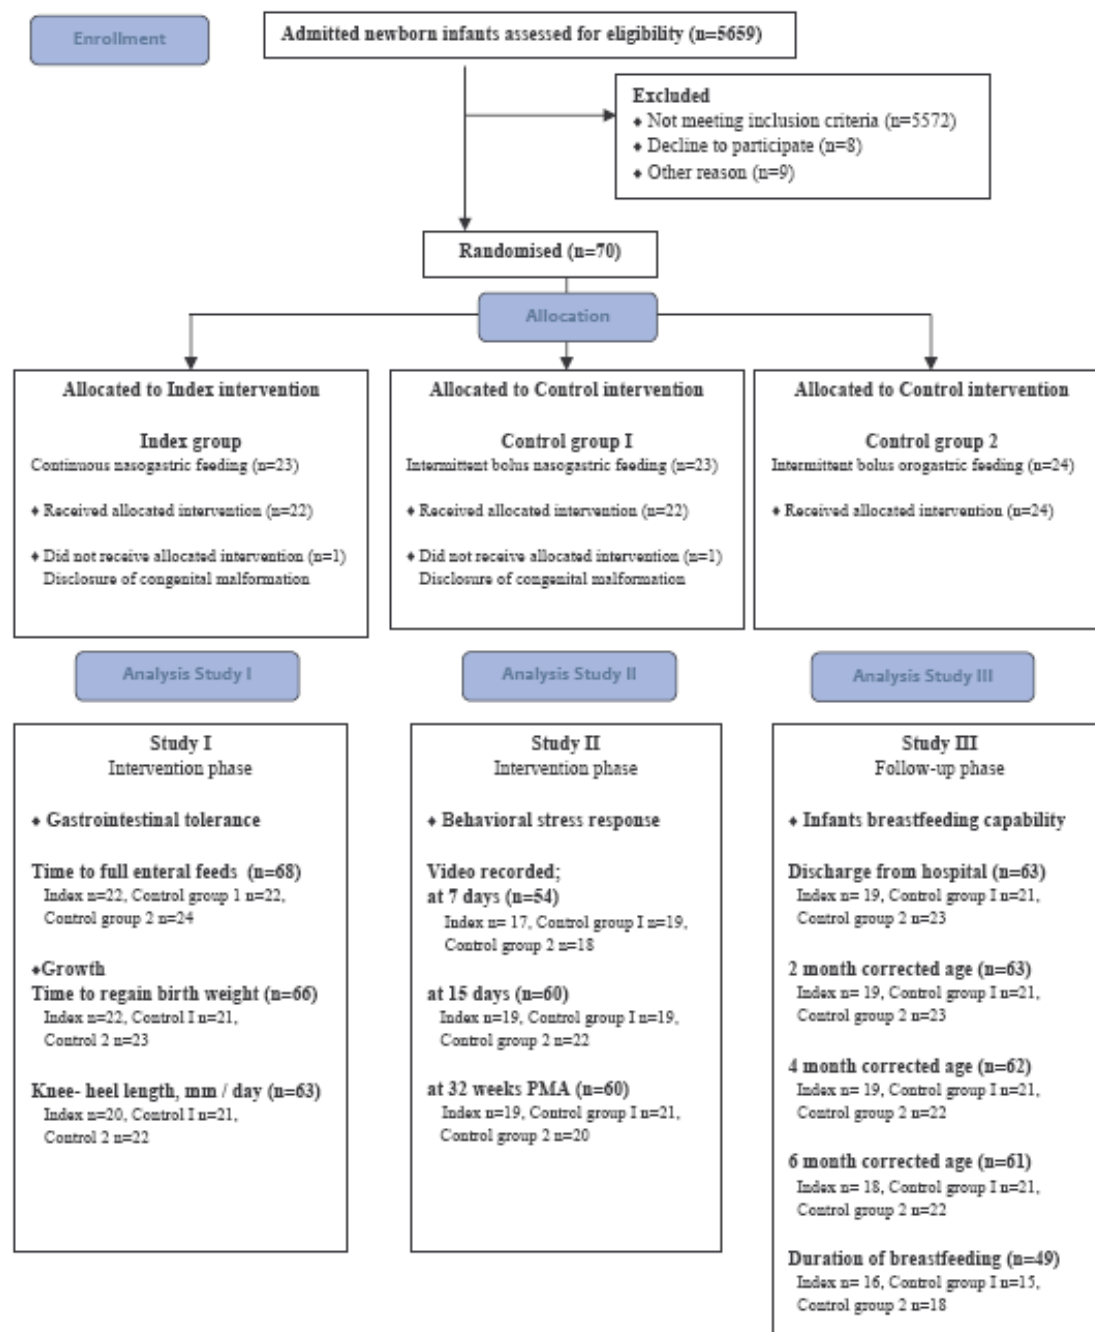 Enrollment
Admitted newborn infants assessed for eligibility (n=5659)
Excluded
♦ Not meeting inclusion criteria (n=5572)
♦ Decline to participate (n=8)
♦ Other reason (n=9)
Randomised (n=70)
Allocation
Allocated to Index intervention
Index group
Continuous nasogastric feeding (n=23)
♦ Received allocated intervention (n=22)
♦ Did not receive allocated intervention (n=1)
Disclosure of congenital malformation
Allocated to Control intervention
Control group I
Intermittent bolus nasogastric feeding (n=23)
♦ Received allocated intervention (n=22)
♦ Did not receive allocated intervention (n=1)
Disclosure of congenital malformation
Allocated to Control intervention
Control group 2
Intermittent bolus orogastric feeding (n=24)
♦ Received allocated intervention (n=24)
Analysis Study I
Analysis Study II
Analysis Study III
Study I
Intervention phase
♦ Gastrointestinal tolerance
Time to full enteral feeds (n=68)
Index n=22, Control group 1 n=22,
Control group 2 n=24
♦Growth
Time to regain birth weight (n=66)
Index n=22, Control I n=21,
Control 2 n=23
Knee- heel length, mm / day (n=63)
Index n=20, Control I n=21,
Control 2 n=22
Study II
Intervention phase
♦ Behavioral stress response
Video recorded;
at 7 days (n=54)
Index n= 17, Control group I n=19,
Control group 2 n=18
at 15 days (n=60)
Index n=19, Control group I n=19,
Control group 2 n=22
at 32 weeks PMA (n=60)
Index n=19, Control group I n=21,
Control group 2 n=20
Study III
Follow-up phase
♦ Infants breastfeeding capability
Discharge from hospital (n=63)
Index n= 19, Control group I n=21,
Control group 2 n=23
2 month corrected age (n=63)
Index n= 19, Control group I n=21,
Control group 2 n=23
4 month corrected age (n=62)
Index n= 19, Control group I n=21,
Control group 2 n=22
6 month corrected age (n=61)
Index n= 18, Control group I n=21,
Control group 2 n=22
Duration of breastfeeding (n=49)
Index n= 16, Control group I n=15,
Control group 2 n=18